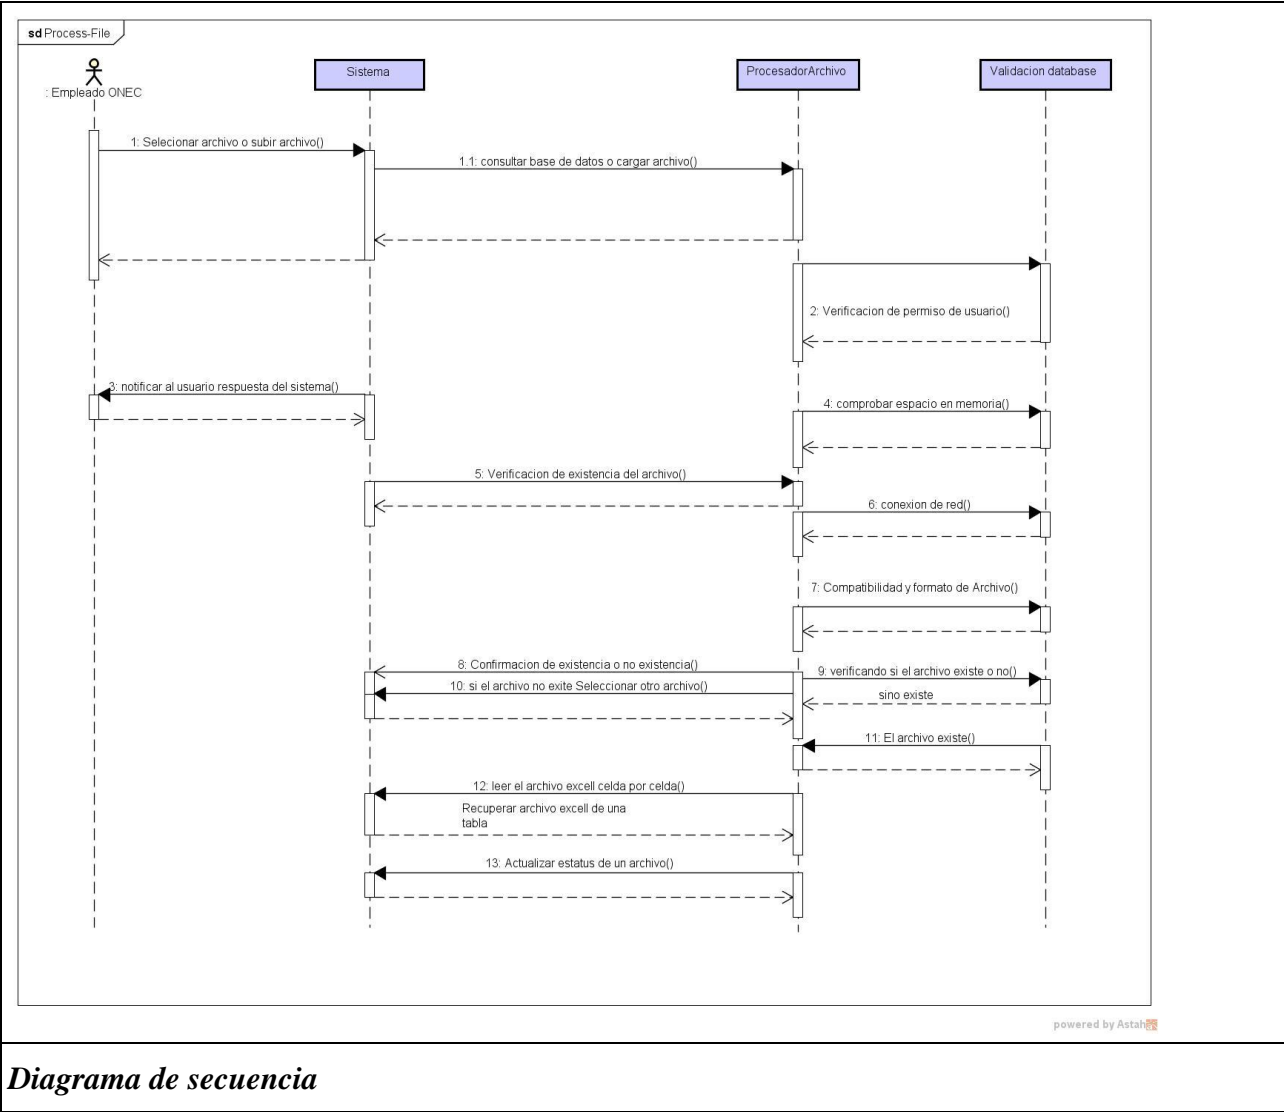 sd Process-File
: Empleado ONEC
Sistema
ProcesadorArchivo
Validacion database
1: Selecionar archivo o subir archivo()
1.1: consultar base de datos o cargar archivo()
2: Verificacion de permiso de usuario()
3: notificar al usuario respuesta del sistema()
4: comprobar espacio en memoria()
5: Verificacion de existencia del archivo()
6: conexion de red()
7: Compatibilidad y formato de Archivo()
8: Confirmacion de existencia o no existencia()
9: verificando si el archivo existe o no()
10: si el archivo no exite Seleccionar otro archivo()
sino existe
11: El archivo existe()
12: leer el archivo excell celda por celda()
Recuperar archivo excell de una
tabla
13: Actualizar estatus de un archivo()
powered by Astah
Diagrama de secuencia